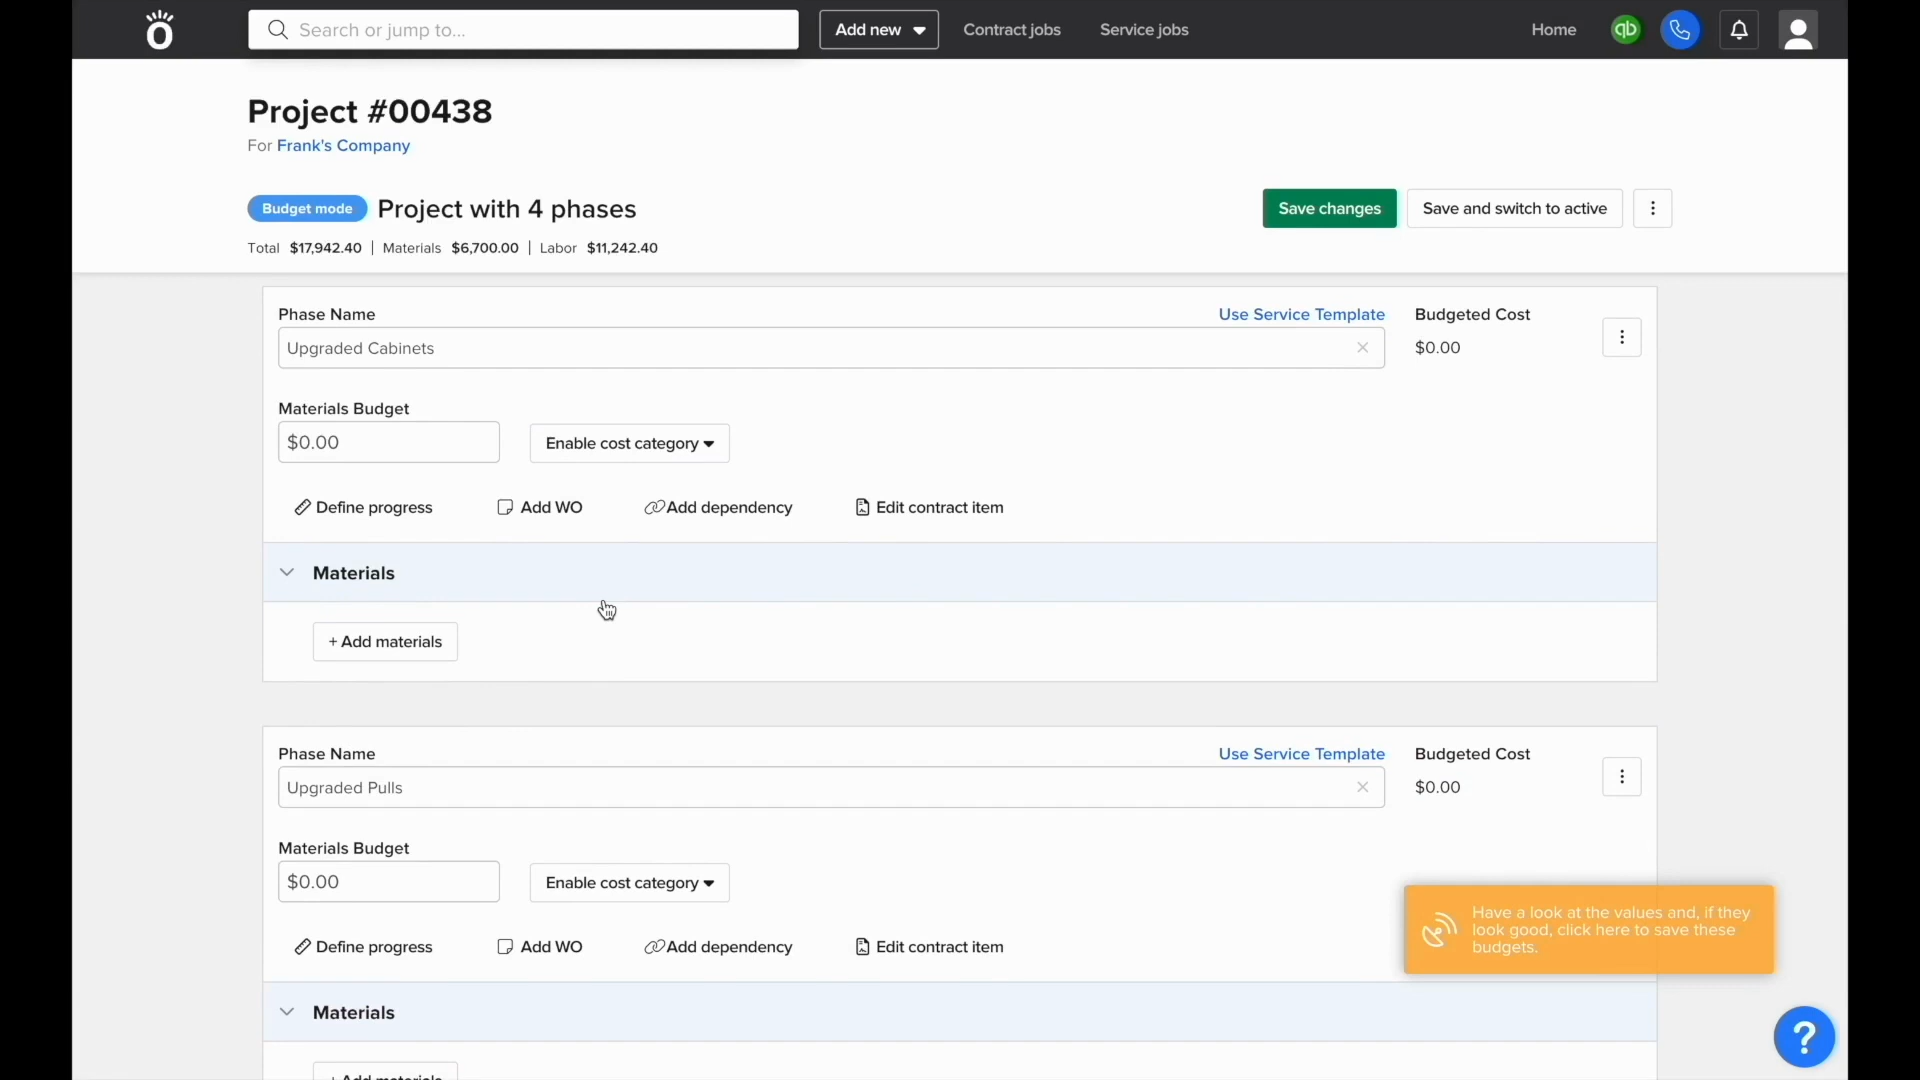 Search or jump to...
Add new
Contract jobs
Service jobs
Home
qb
Project #00438
For Frank's Company
Budget mode
Project with 4 phases
Save changes
Save and switch to active
Total $17,942.40 | Materials $6,700.00 | Labor $11,242.40
Phase Name
Use Service Template
Budgeted Cost
Upgraded Cabinets
$0.00
Materials Budget
$0.00
Enable cost category
Define progress
Add WO
Add dependency
Edit contract item
Materials
+ Add materials
Phase Name
Use Service Template
Budgeted Cost
Upgraded Pulls
$0.00
Materials Budget
$0.00
Enable cost category
Have a look at the values and, if they
look good, click here to save these
budgets.
Define progress
Add WO
Add dependency
Edit contract item
Materials
+ Add materials
?